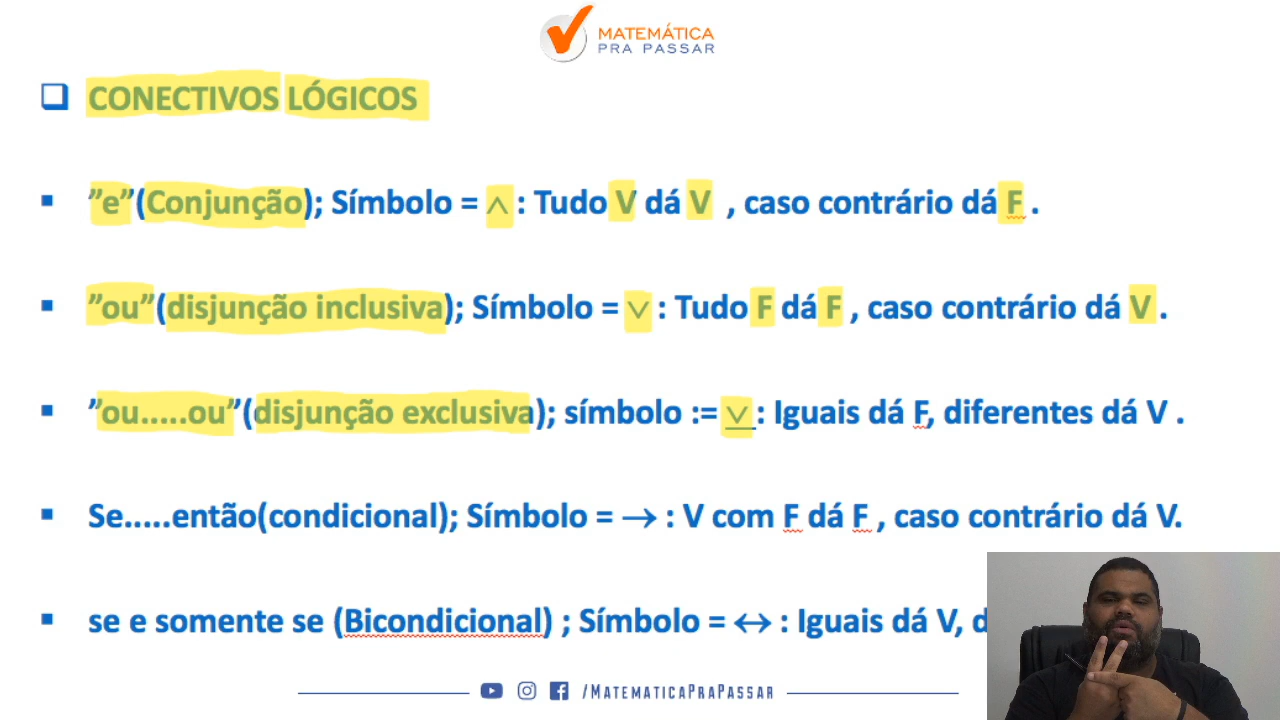 MATEMÁTICA
PRA PASSAR
CONECTIVOS LÓGICOS
”e”(Conjunção); Símbolo = ∧ : Tudo V dá V , caso contrário dá F .
”ou”(disjunção inclusiva); Símbolo = ∨ : Tudo F dá F , caso contrário dá V .
”ou.....ou”(disjunção exclusiva); símbolo := ⊻ : Iguais dá F, diferentes dá V .
Se.....então(condicional); Símbolo = → : V com F dá F , caso contrário dá V.
se e somente se (Bicondicional) ; Símbolo = ↔ : Iguais dá V, d
/MatematicaPraPassar